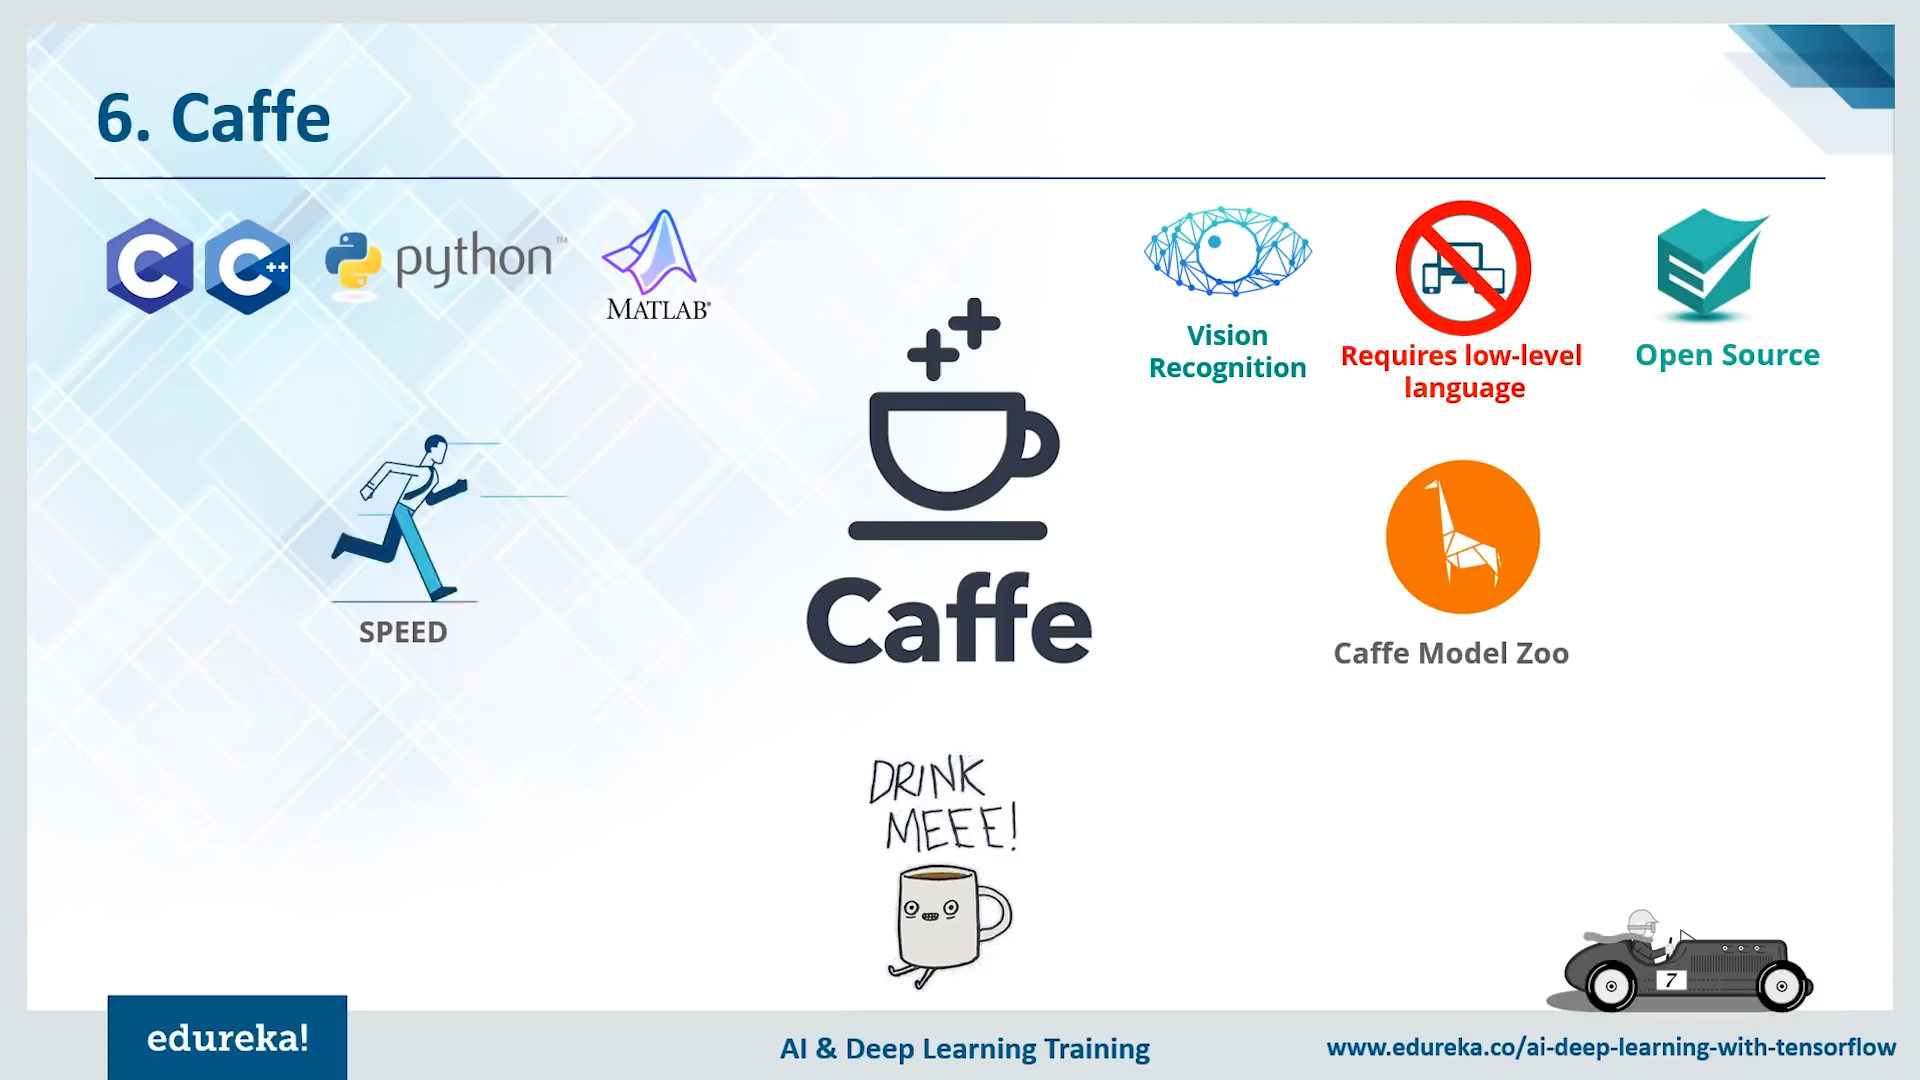 6. Caffe
C
C++
python™
MATLAB®
Vision
Recognition
Requires low-level
language
Open Source
SPEED
Caffe
Caffe Model Zoo
DRINK
MEEE!
7
edureka!
AI & Deep Learning Training
www.edureka.co/ai-deep-learning-with-tensorflow